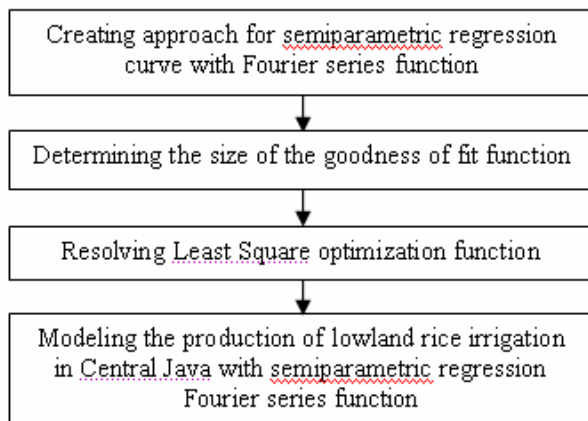 Creating approach for semiparametric regression
curve with Fourier series function
Determining the size of the goodness of fit function
Resolving Least Square optimization function
Modeling the production of lowland rice irrigation
in Central Java with semiparametric regression
Fourier series function